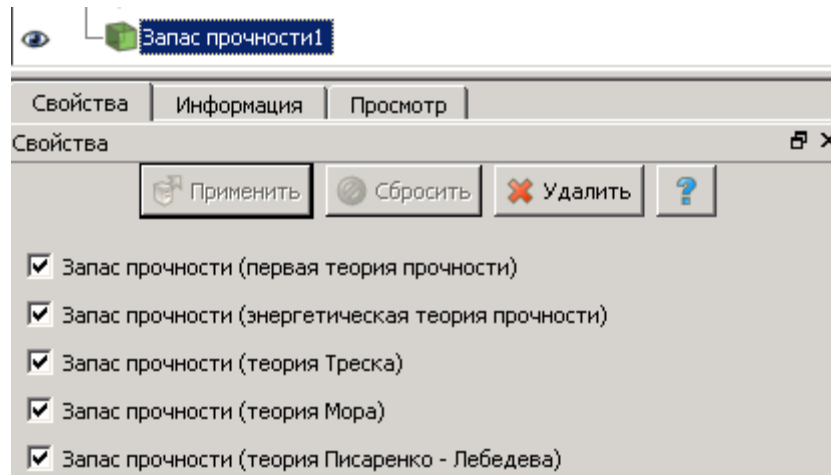 Запас прочности1
Свойства Информация Просмотр
Свойства
Применить Сбросить Удалить ?
Запас прочности (первая теория прочности)
Запас прочности (энергетическая теория прочности)
Запас прочности (теория Треска)
Запас прочности (теория Мора)
Запас прочности (теория Писаренко - Лебедева)